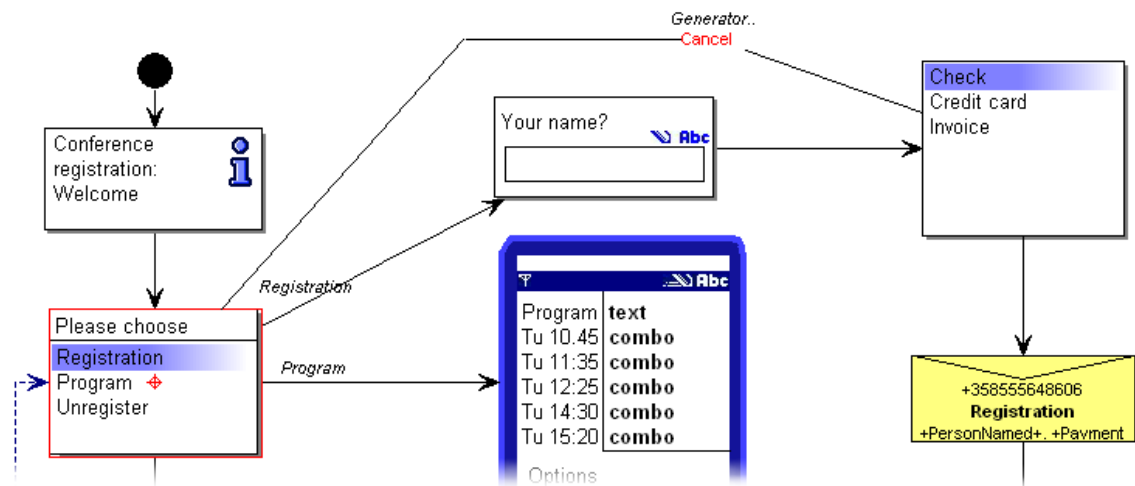 Generator..
Cancel
Conference
registration:
Welcome
Your name?
Abc
Check
Credit card
Invoice
Registration
Please choose
Registration
Program
Unregister
Program
Abc
Program text
Tu 10.45 combo
Tu 11:35 combo
Tu 12:25 combo
Tu 14:30 combo
Tu 15:20 combo
Options
+358555648606
Registration
+PersonNamed+. +Payment